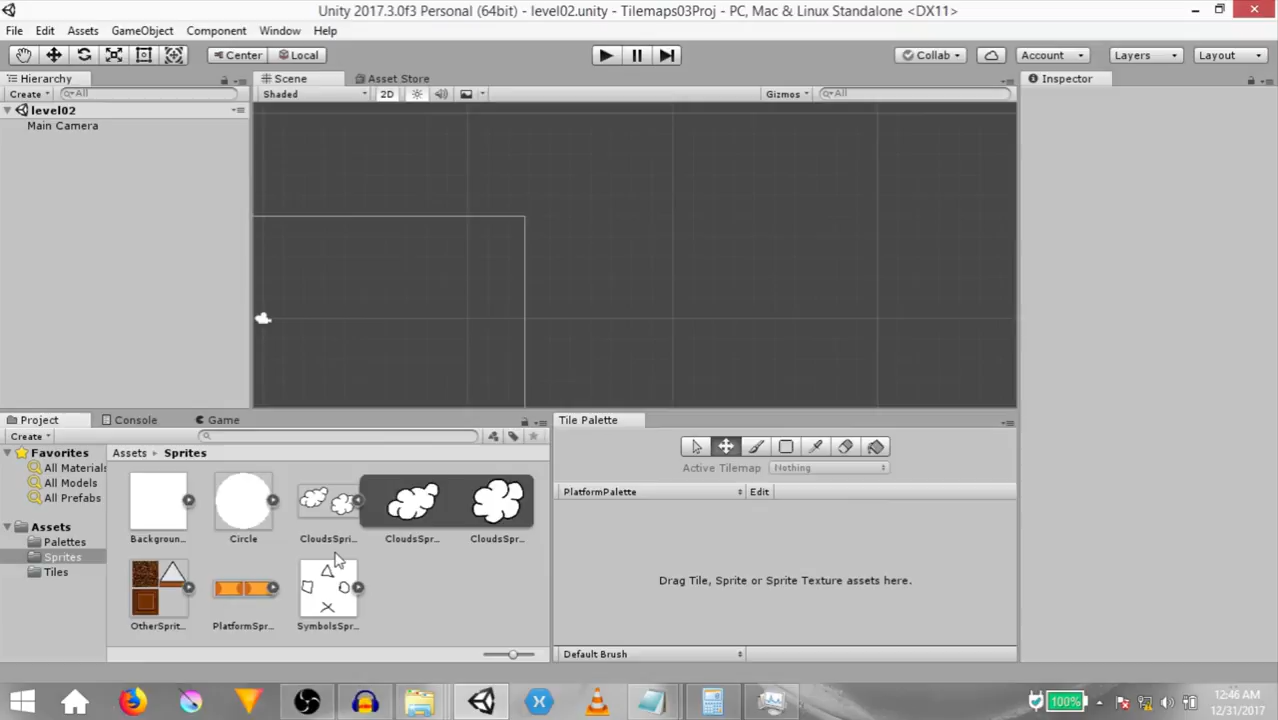 Unity 2017.3.0f3 Personal (64bit) - level02.unity - Tilemaps03Proj - PC, Mac & Linux Standalone <DX11>
File Edit Assets GameObject Component Window Help
Center Local Collab Account Layers Layout
Hierarchy Scene Asset Store Inspector
Create All Shaded 2D Gizmos All
level02
Main Camera
Project Console Game Tile Palette
Create
Favorites Assets Sprites
All Materials Active Tilemap Nothing
All Models
All Prefabs PlatformPalette Edit
Assets
Palettes Backgroun... Circle CloudsSpri... CloudsSpr... CloudsSpr...
Sprites
Tiles
Drag Tile, Sprite or Sprite Texture assets here.
OtherSprit... PlatformSpr... SymbolsSpr...
Default Brush
100% 12:46 AM
12/31/2017